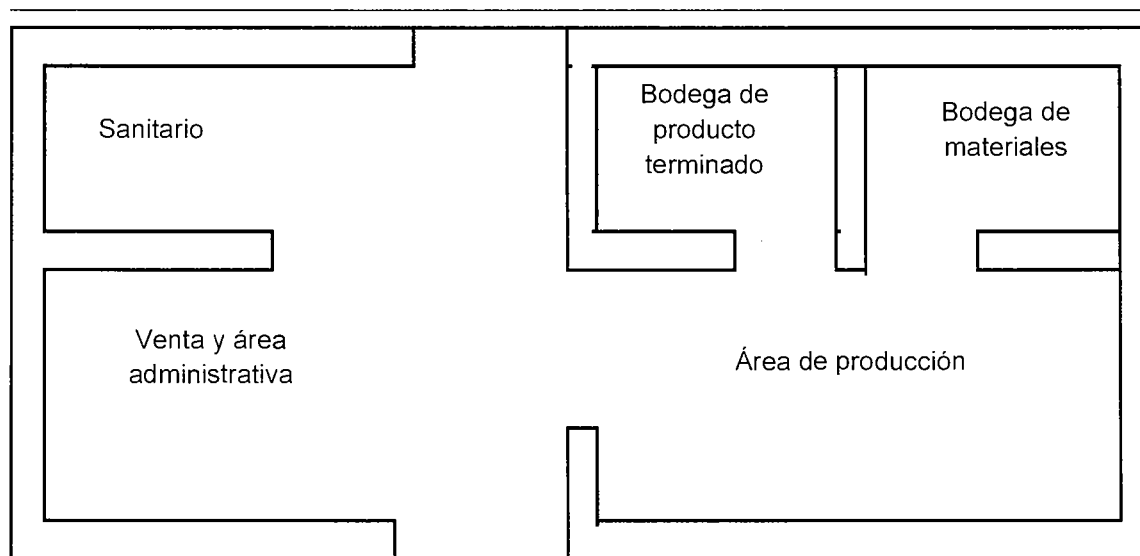 Sanitario
Bodega de
producto
terminado
Bodega de
materiales
Venta y área
administrativa
Área de producción